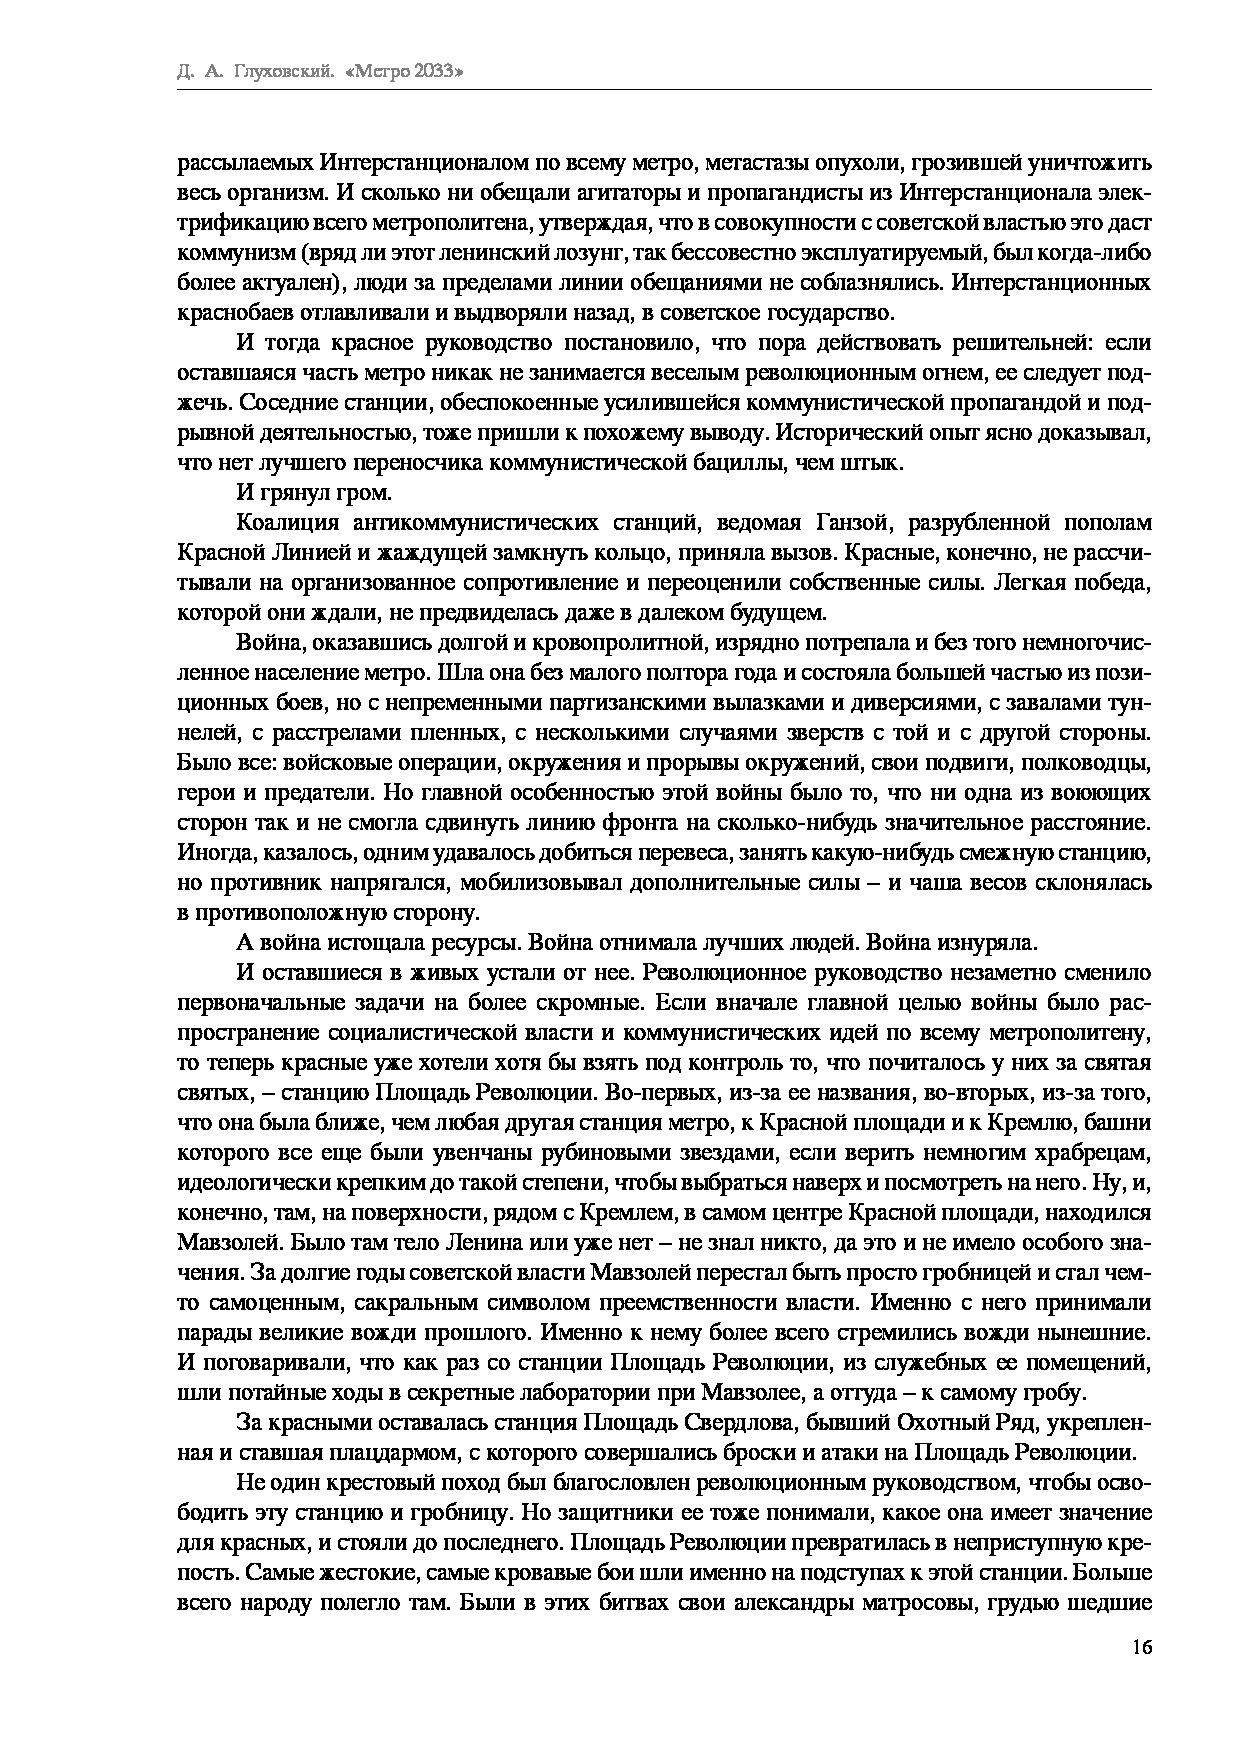 Д. А. Глуховский. «Метро 2033»
рассылаемых Интерстанционалом по всему метро, метастазы опухоли, грозившей уничтожить
весь организм. И сколько ни обещали агитаторы и пропагандисты из Интерстанционала элек-
трификацию всего метрополитена, утверждая, что в совокупности с советской властью это даст
коммунизм (вряд ли этот ленинский лозунг, так бессовестно эксплуатируемый, был когда-либо
более актуален), люди за пределами линии обещаниями не соблазнялись. Интерстанционных
краснобаев отлавливали и выдворяли назад, в советское государство.
И тогда красное руководство постановило, что пора действовать решительней: если
оставшаяся часть метро никак не занимается веселым революционным огнем, ее следует под-
жечь. Соседние станции, обеспокоенные усилившейся коммунистической пропагандой и под-
рывной деятельностью, тоже пришли к похожему выводу. Исторический опыт ясно доказывал,
что нет лучшего переносчика коммунистической бациллы, чем штык.
И грянул гром.
Коалиция антикоммунистических станций, ведомая Ганзой, разрубленной пополам
Красной Линией и жаждущей замкнуть кольцо, приняла вызов. Красные, конечно, не рассчи-
тывали на организованное сопротивление и переоценили собственные силы. Легкая победа,
которой они ждали, не предвиделась даже в далеком будущем.
Война, оказавшись долгой и кровопролитной, изрядно потрепала и без того немногочис-
ленное население метро. Шла она без малого полтора года и состояла большей частью из пози-
ционных боев, но с непременными партизанскими вылазками и диверсиями, с завалами тун-
нелей, с расстрелами пленных, с несколькими случаями зверств с той и с другой стороны.
Было все: войсковые операции, окружения и прорывы окружений, свои подвиги, полководцы,
герои и предатели. Но главной особенностью этой войны было то, что ни одна из воюющих
сторон так и не смогла сдвинуть линию фронта на сколько-нибудь значительное расстояние.
Иногда, казалось, одним удавалось добиться перевеса, занять какую-нибудь смежную станцию,
но противник напрягался, мобилизовывал дополнительные силы – и чаша весов склонялась
в противоположную сторону.
А война истощала ресурсы. Война отнимала лучших людей. Война изнуряла.
И оставшиеся в живых устали от нее. Революционное руководство незаметно сменило
первоначальные задачи на более скромные. Если вначале главной целью войны было рас-
пространение социалистической власти и коммунистических идей по всему метрополитену,
то теперь красные уже хотели хотя бы взять под контроль то, что почиталось у них за святая
святых, – станцию Площадь Революции. Во-первых, из-за ее названия, во-вторых, из-за того,
что она была ближе, чем любая другая станция метро, к Красной площади и к Кремлю, башни
которого все еще были увенчаны рубиновыми звездами, если верить немногим храбрецам,
идеологически крепким до такой степени, чтобы выбраться наверх и посмотреть на него. Ну, и,
конечно, там, на поверхности, рядом с Кремлем, в самом центре Красной площади, находился
Мавзолей. Было там тело Ленина или уже нет – не знал никто, да это и не имело особого зна-
чения. За долгие годы советской власти Мавзолей перестал быть просто гробницей и стал чем-
то самоценным, сакральным символом преемственности власти. Именно с него принимали
парады великие вожди прошлого. Именно к нему более всего стремились вожди нынешние.
И поговаривали, что как раз со станции Площадь Революции, из служебных ее помещений,
шли потайные ходы в секретные лаборатории при Мавзолее, а оттуда – к самому гробу.
За красными оставалась станция Площадь Свердлова, бывший Охотный Ряд, укреплен-
ная и ставшая плацдармом, с которого совершались броски и атаки на Площадь Революции.
Не один крестовый поход был благословлен революционным руководством, чтобы осво-
бодить эту станцию и гробницу. Но защитники ее тоже понимали, какое она имеет значение
для красных, и стояли до последнего. Площадь Революции превратилась в неприступную кре-
пость. Самые жестокие, самые кровавые бои шли именно на подступах к этой станции. Больше
всего народу полегло там. Были в этих битвах свои александры матросовы, грудью шедшие
16